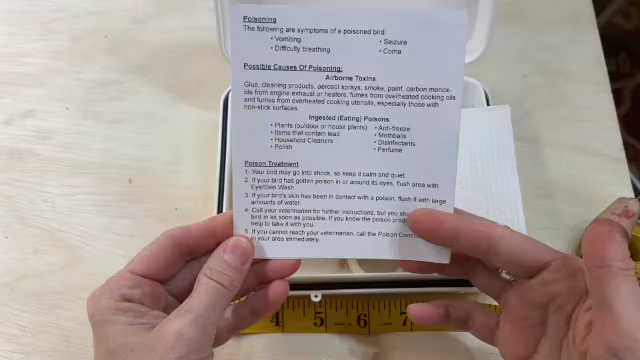 Poisoning
The following are symptoms of a poisoned bird:
• Vomiting • Seizure
• Difficulty breathing • Coma
Possible Causes Of Poisoning:
Airborne Toxins
Glue, cleaning products, aerosol sprays, smoke, paint, carbon monox-
ide from engine exhaust or heaters, fumes from overheated cooking oils
and fumes from overheated cooking utensils, especially those with
non-stick surfaces.
Ingested (Eating) Poisons
• Plants (outdoor or house plants) • Anti-freeze
• Items that contain lead • Mothballs
• Household Cleaners • Disinfectants
• Polish • Perfume
Poison Treatment
1. Your bird may go into shock, so keep it calm and quiet.
2. If your bird has gotten poison in or around its eyes, flush area with
Eye/Skin Wash.
3. If your bird's skin has been in contact with a poison, flush it with large
amounts of water.
4. Call your veterinarian for further instructions, but you
bird in as soon as possible. If you know the poison
help to take it with you.
5. If you cannot reach your veterinarian, call the Poison
in your area immediately.
4 5 6 7